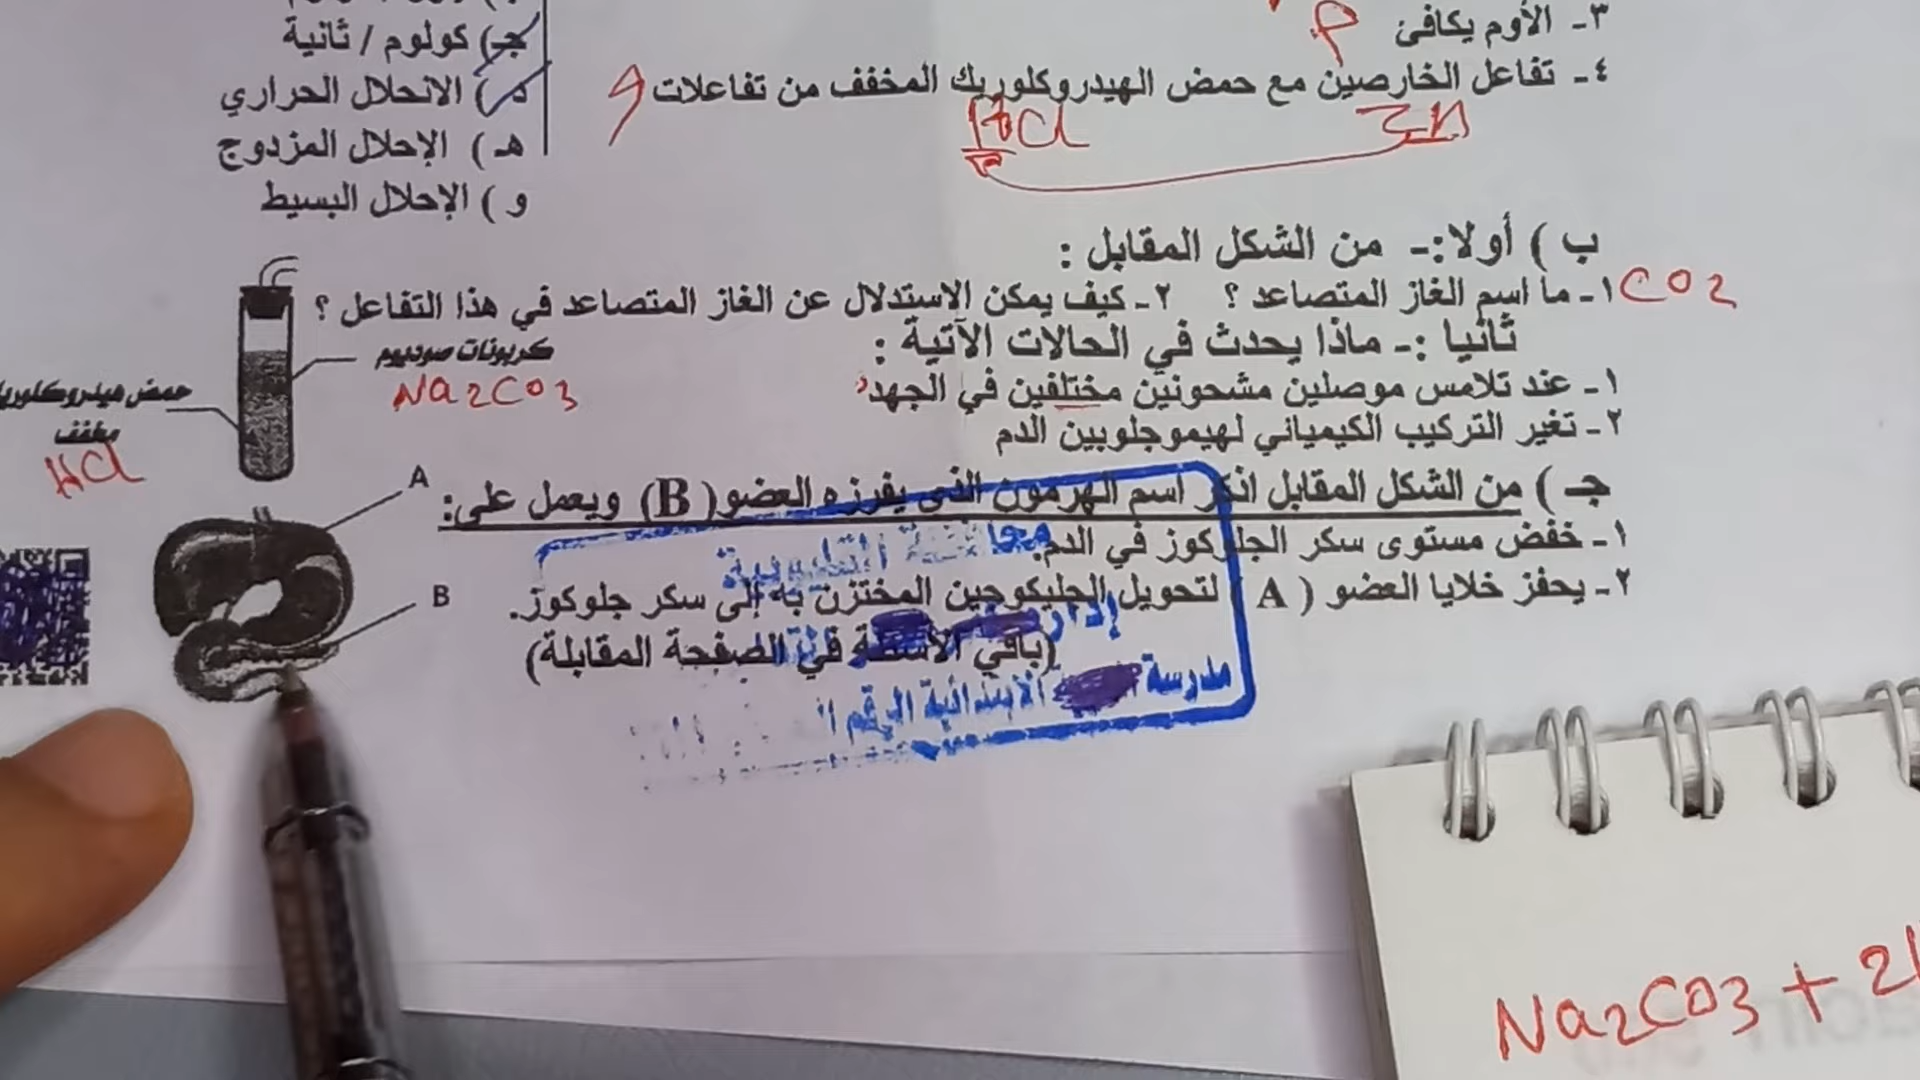 ٣- الأوم يكافئ
م
٤- تفاعل الخارصين مع حمض الهيدروكلوريك المخفف من تفاعلات
و
HCl
Zn
جـ) كولوم / ثانية
د) الانحلال الحراري
هـ) الإحلال المزدوج
و) الإحلال البسيط
ب) أولا:- من الشكل المقابل :
١- ما اسم الغاز المتصاعد ؟ ٢- كيف يمكن الاستدلال عن الغاز المتصاعد في هذا التفاعل ؟
CO2
كربونات صوديوم
Na2CO3
حمض هيدروكلوريك
مخفف
HCl
ثانيا :- ماذا يحدث في الحالات الآتية :
١- عند تلامس موصلين مشحونين مختلفين في الجهد
٢- تغير التركيب الكيميائي لهيموجلوبين الدم
جـ) من الشكل المقابل اذكر اسم الهرمون الذى يفرزه العضو (B) ويعمل على:
١- خفض مستوى سكر الجلوكوز في الدم.
٢- يحفز خلايا العضو (A) لتحويل الجليكوجين المختزن به إلى سكر جلوكوز.
(باقي الأسئلة في الصفحة المقابلة)
A
B
القليوبية
مدرسة
الابتدائية
Na2CO3 + 2